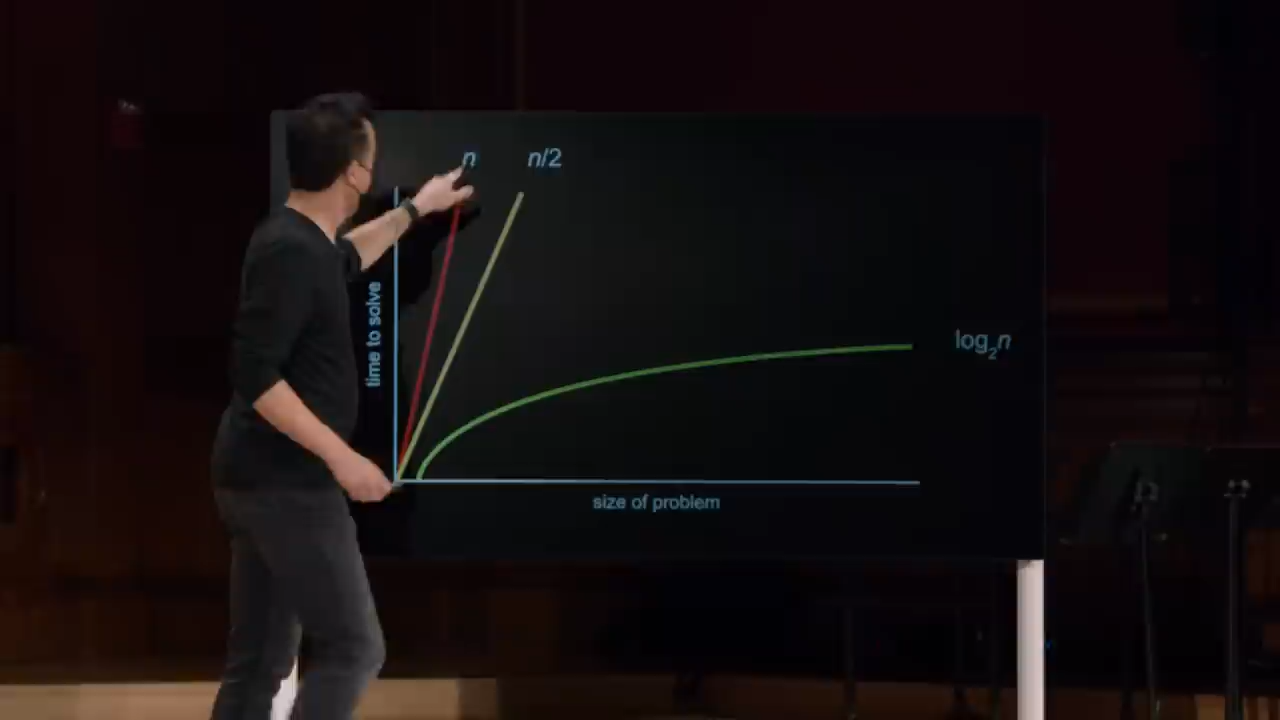 n
n/2
time to solve
log₂n
size of problem